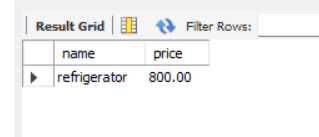 Result Grid Filter Rows:
name price
refrigerator 800.00